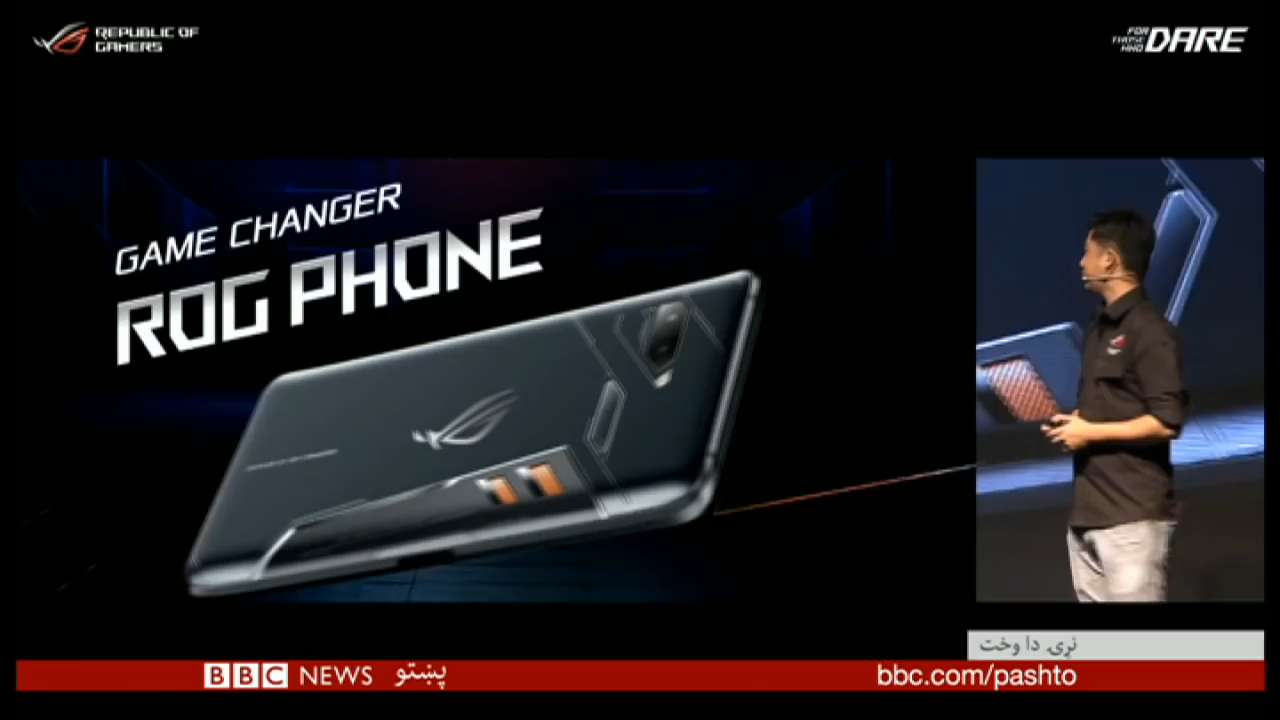 REPUBLIC OF
GAMERS
FOR
THOSE
WHO DARE
GAME CHANGER
ROG PHONE
نړۍ دا وخت
BBC NEWS پښتو
bbc.com/pashto